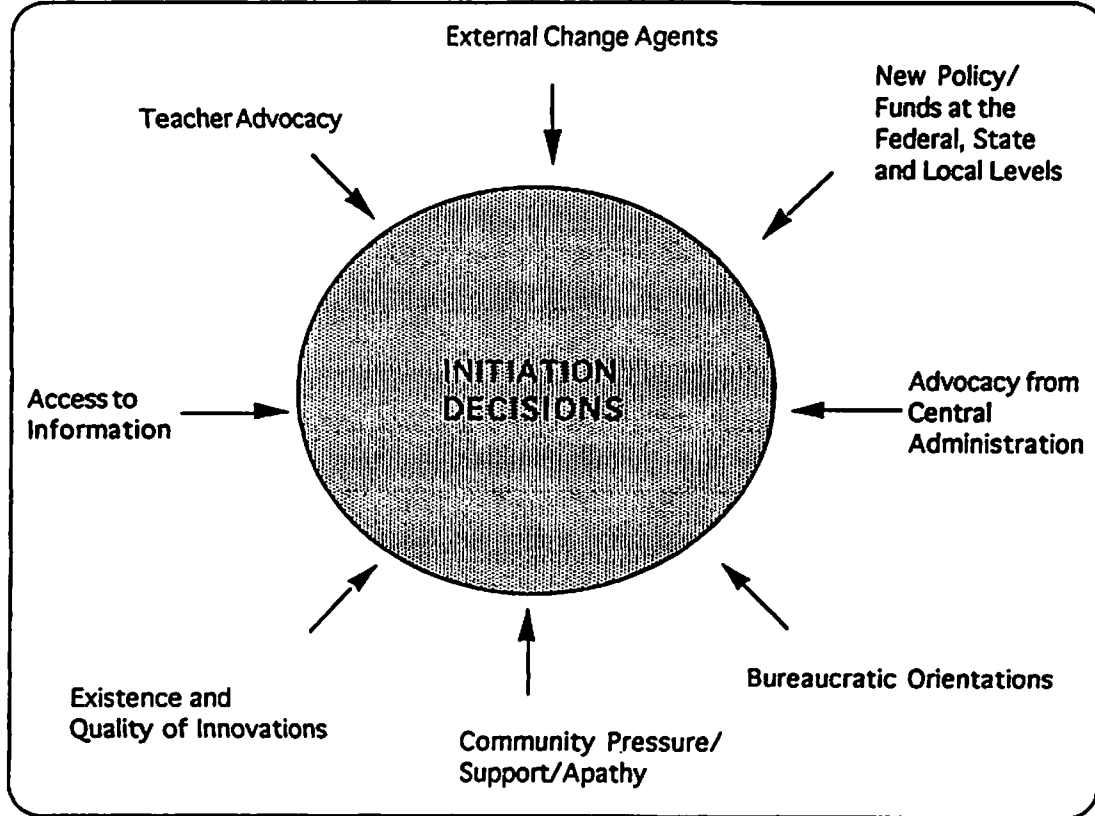 External Change Agents
New Policy/
Funds at the
Federal, State
and Local Levels
Teacher Advocacy
INITIATION
DECISIONS
Access to
Information
Advocacy from
Central
Administration
Existence and
Quality of Innovations
Community Pressure/
Support/Apathy
Bureaucratic Orientations